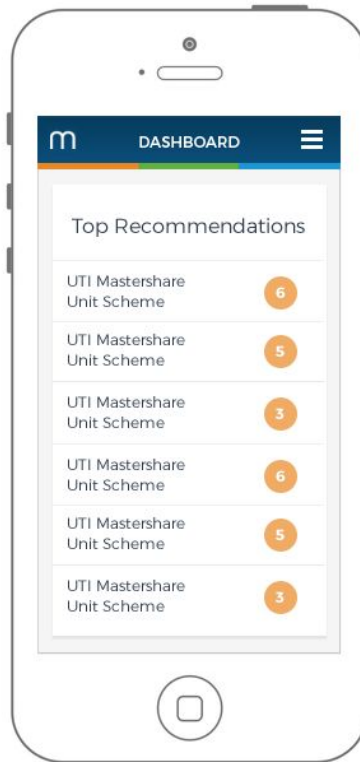 m DASHBOARD
Top Recommendations
UTI Mastershare
Unit Scheme
6
UTI Mastershare
Unit Scheme
5
UTI Mastershare
Unit Scheme
3
UTI Mastershare
Unit Scheme
6
UTI Mastershare
Unit Scheme
5
UTI Mastershare
Unit Scheme
3